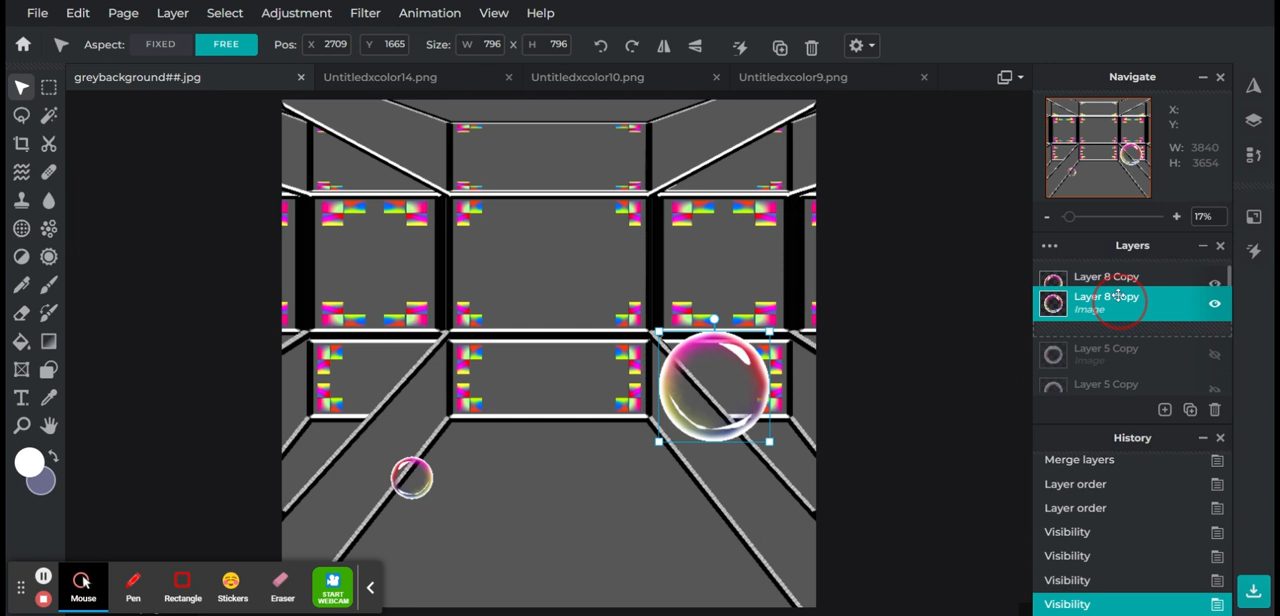 File Edit Page Layer Select Adjustment Filter Animation View Help
Aspect: FIXED FREE Pos: X 2709 Y 1665 Size: W 796 X H 796
greybackground##.jpg × Untitledxcolor14.png × Untitledxcolor10.png × Untitledxcolor9.png ×
Navigate
X:
Y:
W: 3840
H: 3654
- + 17%
Layers
Layer 8 Copy
Layer 8 Copy
Image
Layer 5 Copy
Image
Layer 5 Copy
History
Merge layers
Layer order
Layer order
Visibility
Visibility
Visibility
Visibility
Mouse Pen Rectangle Stickers Eraser START
WEBCAM